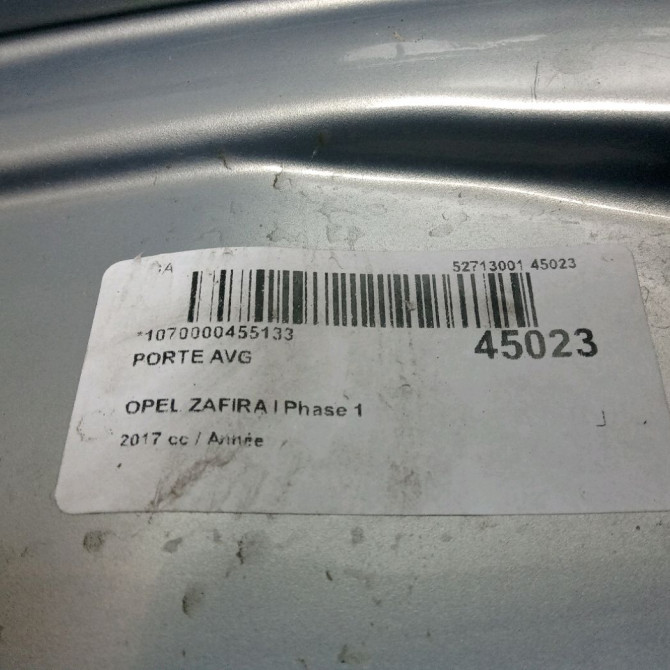 52713001 45023
*1070000455133
45023
PORTE AVG
OPEL ZAFIRA I Phase 1
2017 cc / Année